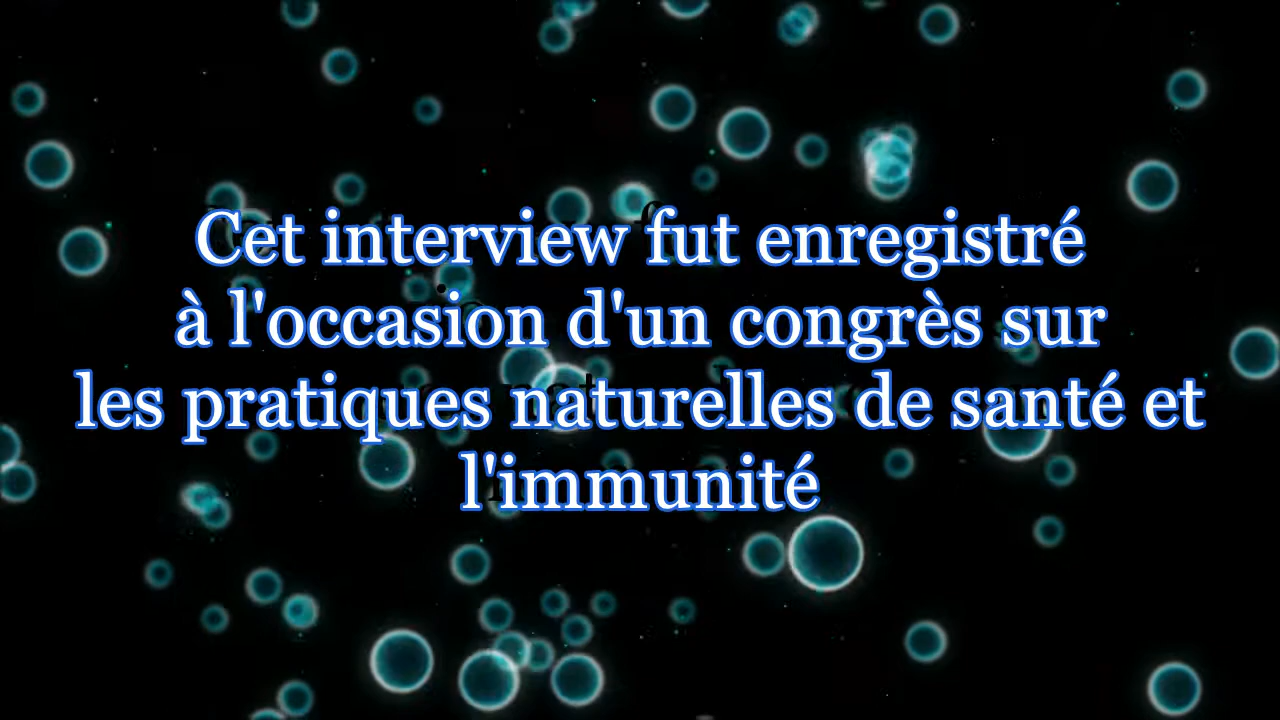 Cet interview fut enregistré
à l'occasion d'un congrès sur
les pratiques naturelles de santé et
l'immunité